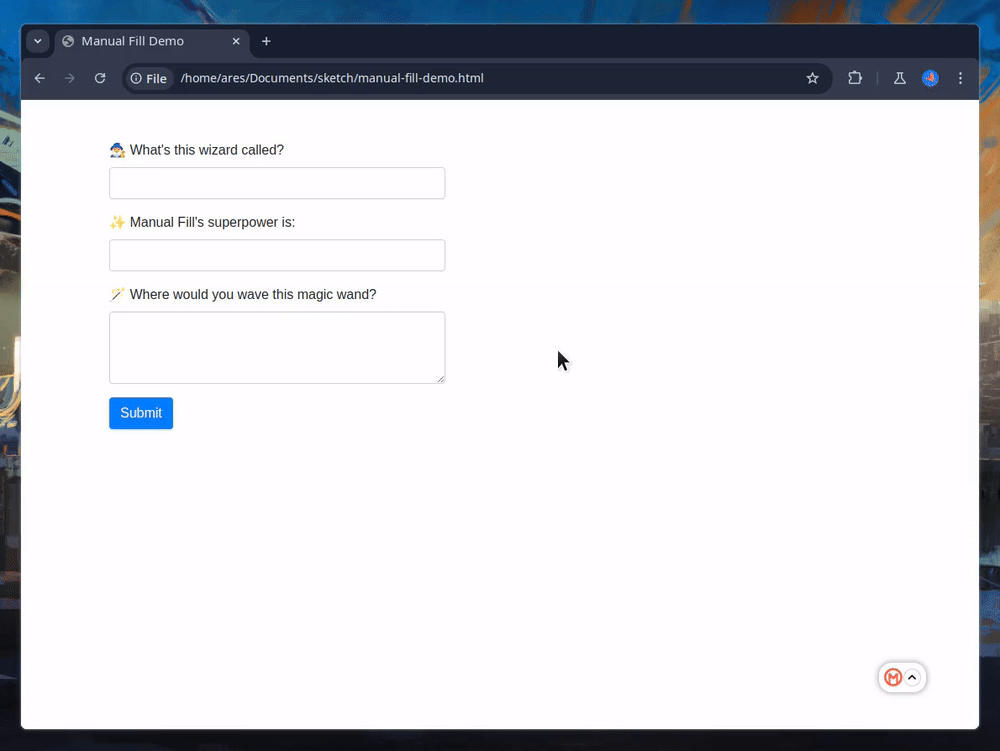 Manual Fill Demo
File
/home/ares/Documents/sketch/manual-fill-demo.html
🧙‍♂️ What's this wizard called?
✨ Manual Fill's superpower is:
🪄 Where would you wave this magic wand?
Submit
M